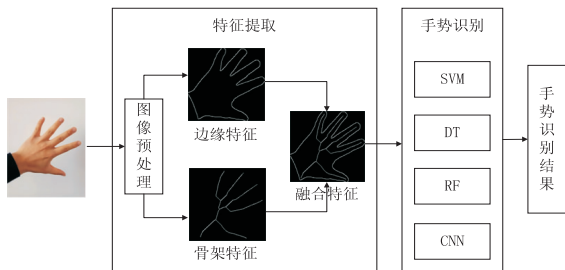 特征提取
手势识别
图像预处理
边缘特征
骨架特征
融合特征
SVM
DT
RF
CNN
手势识别结果